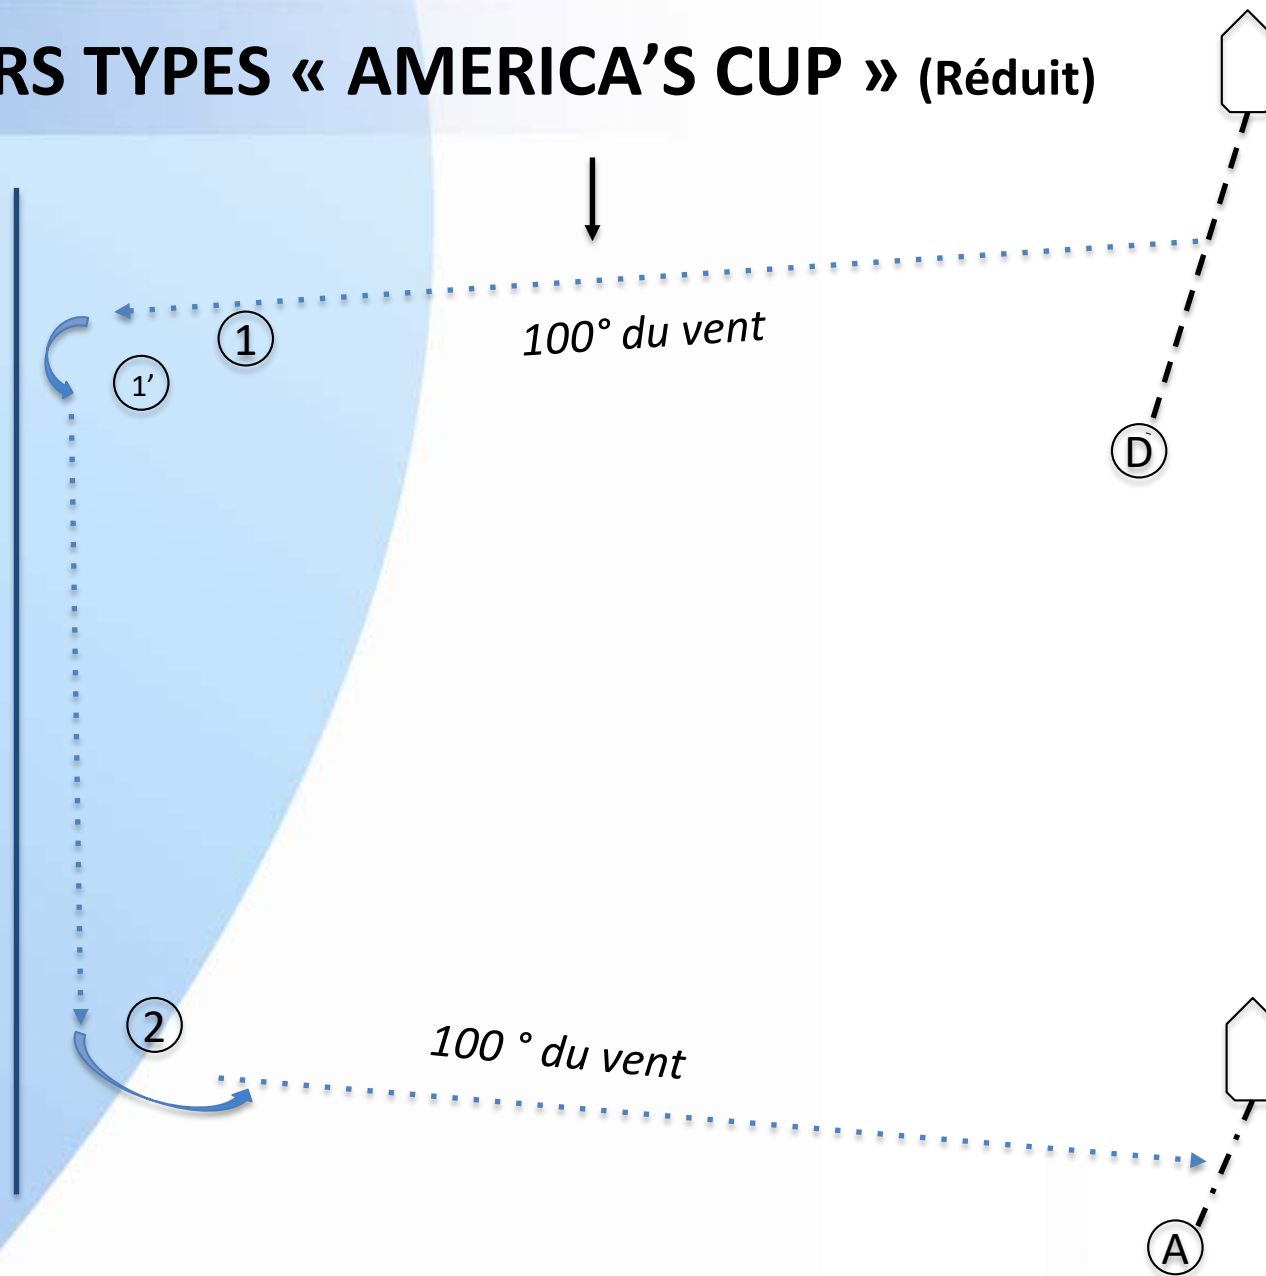 RS TYPES « AMERICA’S CUP » (Réduit)
1
100° du vent
1’
D
2
100 ° du vent
A